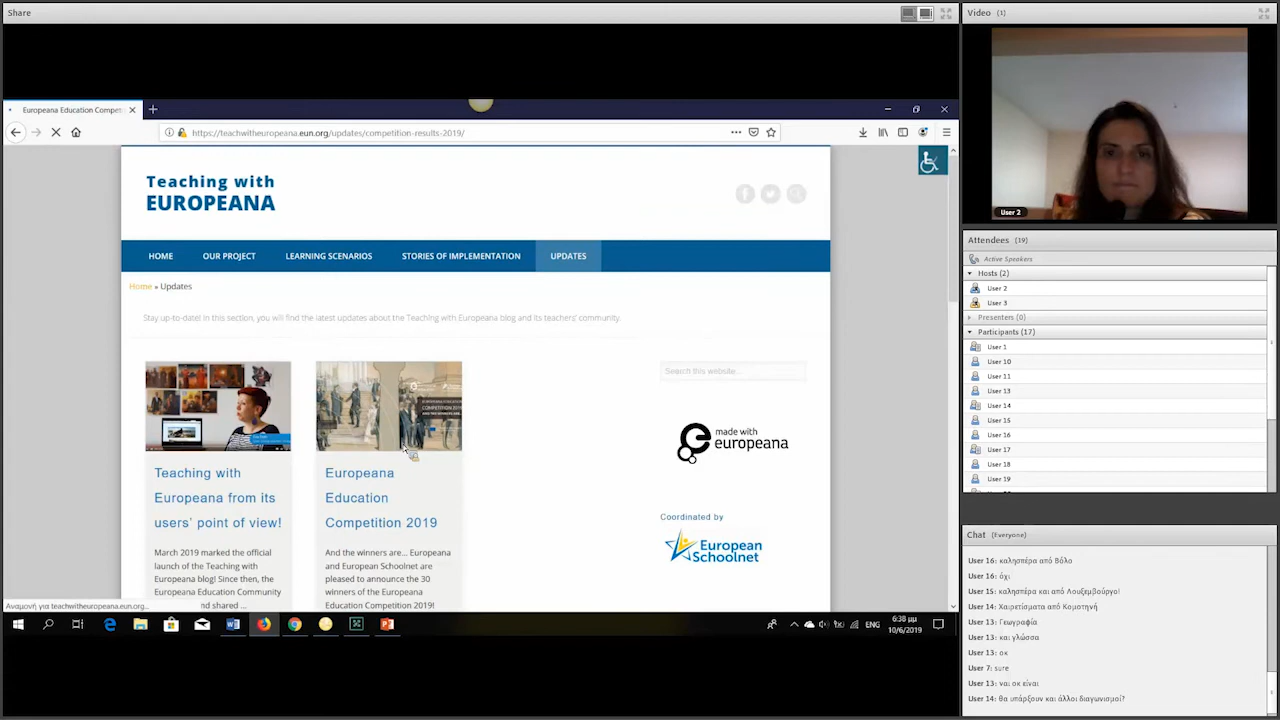 Share
Europeana Education Compet
https://teachwitheuropeana.eun.org/updates/competition-results-2019/
Teaching with
EUROPEANA
HOME
OUR PROJECT
LEARNING SCENARIOS
STORIES OF IMPLEMENTATION
UPDATES
Home » Updates
Stay up-to-date! In this section, you will find the latest updates about the Teaching with Europeana blog and its teachers' community.
Search this website...
made with
europeana
Teaching with
Europeana from its
users' point of view!
March 2019 marked the official
launch of the Teaching with
Europeana blog! Since then, the
Europeana Education Community
and shared ...
Europeana
Education
Competition 2019
And the winners are... Europeana
and European Schoolnet are
pleased to announce the 30
winners of the Europeana
Education Competition 2019!
Coordinated by
European
Schoolnet
Αναμονή για teachwitheuropeana.eun.org...
ENG
6:38 μμ
10/6/2019
Video (1)
User 2
Attendees (19)
Active Speakers
Hosts (2)
User 2
User 3
Presenters (0)
Participants (17)
User 1
User 10
User 11
User 13
User 14
User 15
User 16
User 17
User 18
User 19
Chat (Everyone)
User 16: καλησπέρα από Βόλο
User 16: όχι
User 15: καλησπέρα και από Λουξεμβούργο!
User 14: Χαιρετίσματα από Κομοτηνή
User 13: Γεωγραφία
User 13: και γλώσσα
User 13: οκ
User 7: sure
User 13: ναι οκ είναι
User 14: θα υπάρξουν και άλλοι διαγωνισμοί?